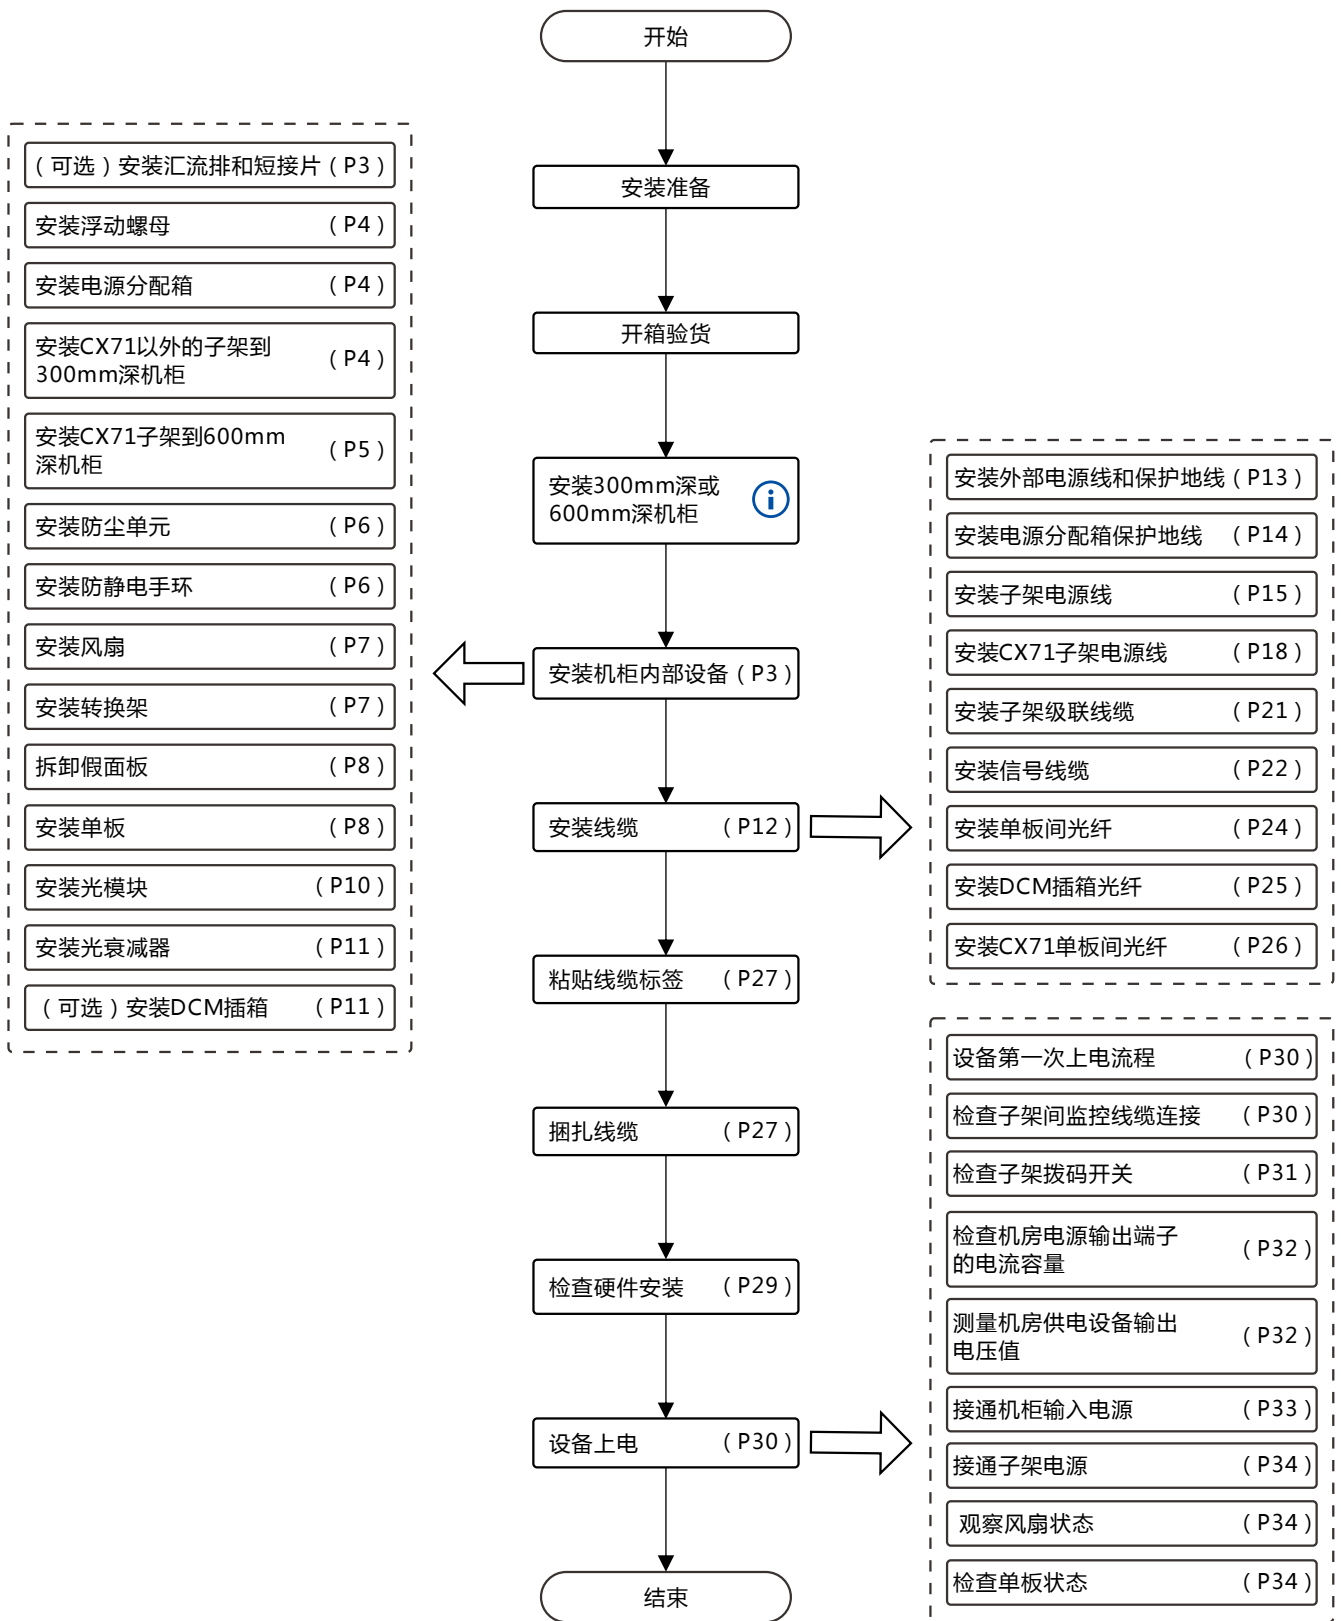 开始
安装准备
开箱验货
安装300mm深或
600mm深机柜
安装机柜内部设备（P3）
安装线缆 （P12）
粘贴线缆标签 （P27）
捆扎线缆 （P27）
检查硬件安装 （P29）
设备上电 （P30）
结束
（可选）安装汇流排和短接片（P3）
安装浮动螺母 （P4）
安装电源分配箱 （P4）
安装CX71以外的子架到
300mm深机柜 （P4）
安装CX71子架到600mm
深机柜 （P5）
安装防尘单元 （P6）
安装防静电手环 （P6）
安装风扇 （P7）
安装转换架 （P7）
拆卸假面板 （P8）
安装单板 （P8）
安装光模块 （P10）
安装光衰减器 （P11）
（可选）安装DCM插箱 （P11）
安装外部电源线和保护地线（P13）
安装电源分配箱保护地线 （P14）
安装子架电源线 （P15）
安装CX71子架电源线 （P18）
安装子架级联线缆 （P21）
安装信号线缆 （P22）
安装单板间光纤 （P24）
安装DCM插箱光纤 （P25）
安装CX71单板间光纤 （P26）
设备第一次上电流程 （P30）
检查子架间监控线缆连接 （P30）
检查子架拨码开关 （P31）
检查机房电源输出端子
的电流容量 （P32）
测量机房供电设备输出
电压值 （P32）
接通机柜输入电源 （P33）
接通子架电源 （P34）
观察风扇状态 （P34）
检查单板状态 （P34）